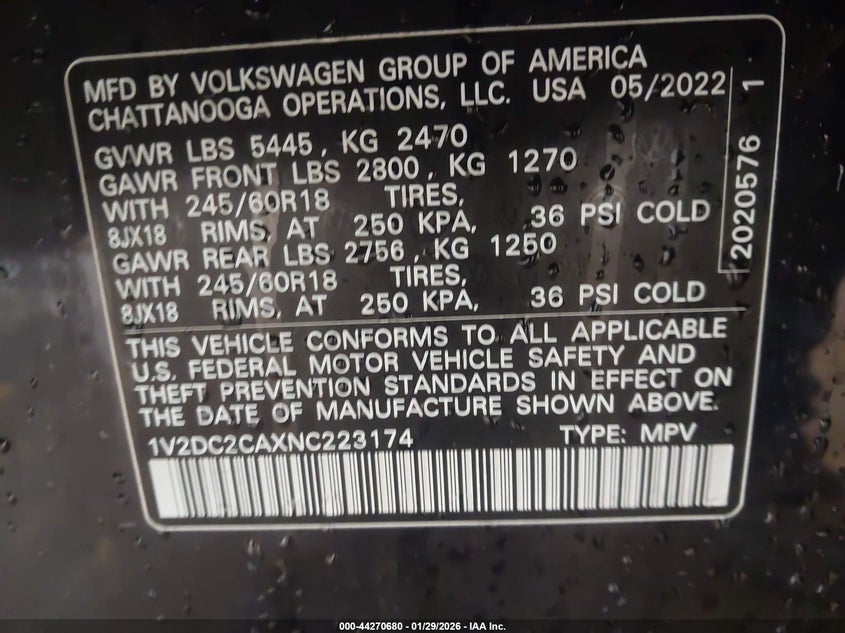 MFD BY VOLKSWAGEN GROUP OF AMERICA
CHATTANOOGA OPERATIONS, LLC. USA 05/2022
GVWR LBS 5445, KG 2470
GAWR FRONT LBS 2800, KG 1270
WITH 245/60R18 TIRES,
8JX18 RIMS, AT 250 KPA, 36 PSI COLD
GAWR REAR LBS 2756, KG 1250
WITH 245/60R18 TIRES,
8JX18 RIMS, AT 250 KPA, 36 PSI COLD
2020576 1
THIS VEHICLE CONFORMS TO ALL APPLICABLE
U.S. FEDERAL MOTOR VEHICLE SAFETY AND
THEFT PREVENTION STANDARDS IN EFFECT ON
THE DATE OF MANUFACTURE SHOWN ABOVE.
1V2DC2CAXNC223174 TYPE: MPV
000-44270680 - 01/29/2026 - IAA Inc.